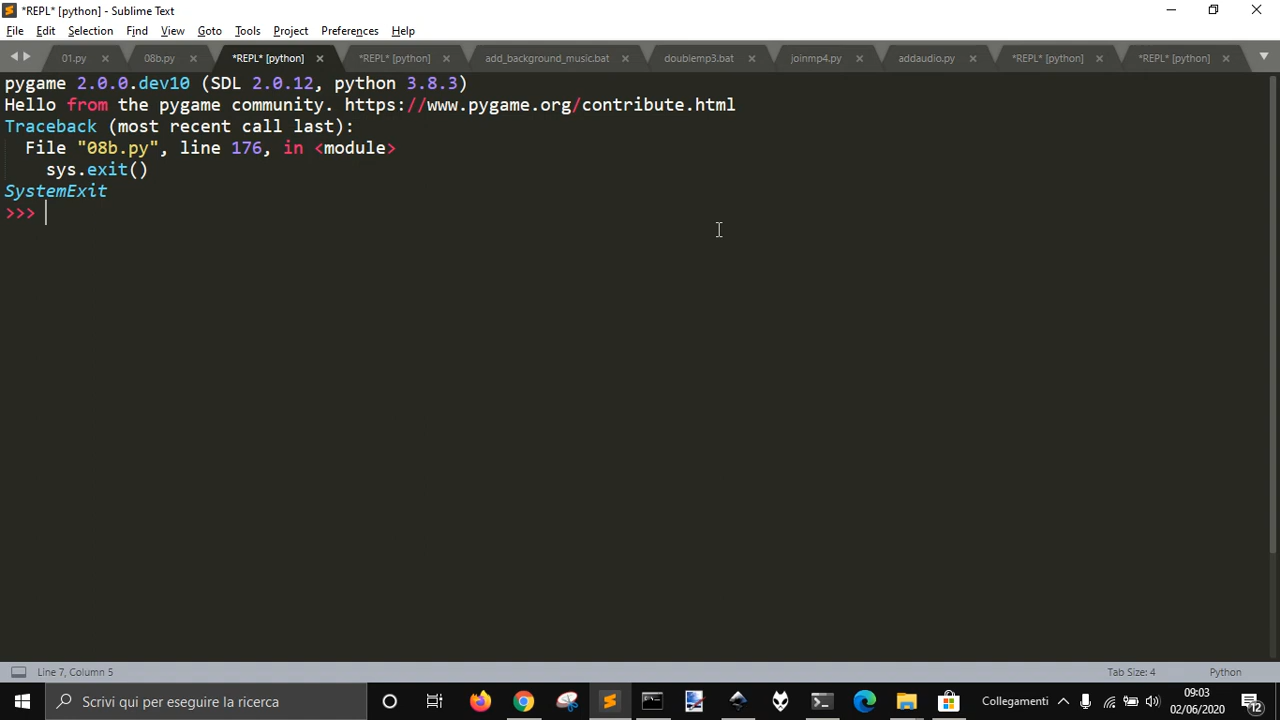 *REPL* [python] - Sublime Text
File Edit Selection Find View Goto Tools Project Preferences Help
01.py 08b.py *REPL* [python] *REPL* [python] add_background_music.bat doublemp3.bat joinmp4.py addaudio.py *REPL* [python] *REPL* [python]
pygame 2.0.0.dev10 (SDL 2.0.12, python 3.8.3)
Hello from the pygame community. https://www.pygame.org/contribute.html
Traceback (most recent call last):
File "08b.py", line 176, in <module>
sys.exit()
SystemExit
>>>
Line 7, Column 5 Tab Size: 4 Python
Scrivi qui per eseguire la ricerca Collegamenti 09:03
02/06/2020 12